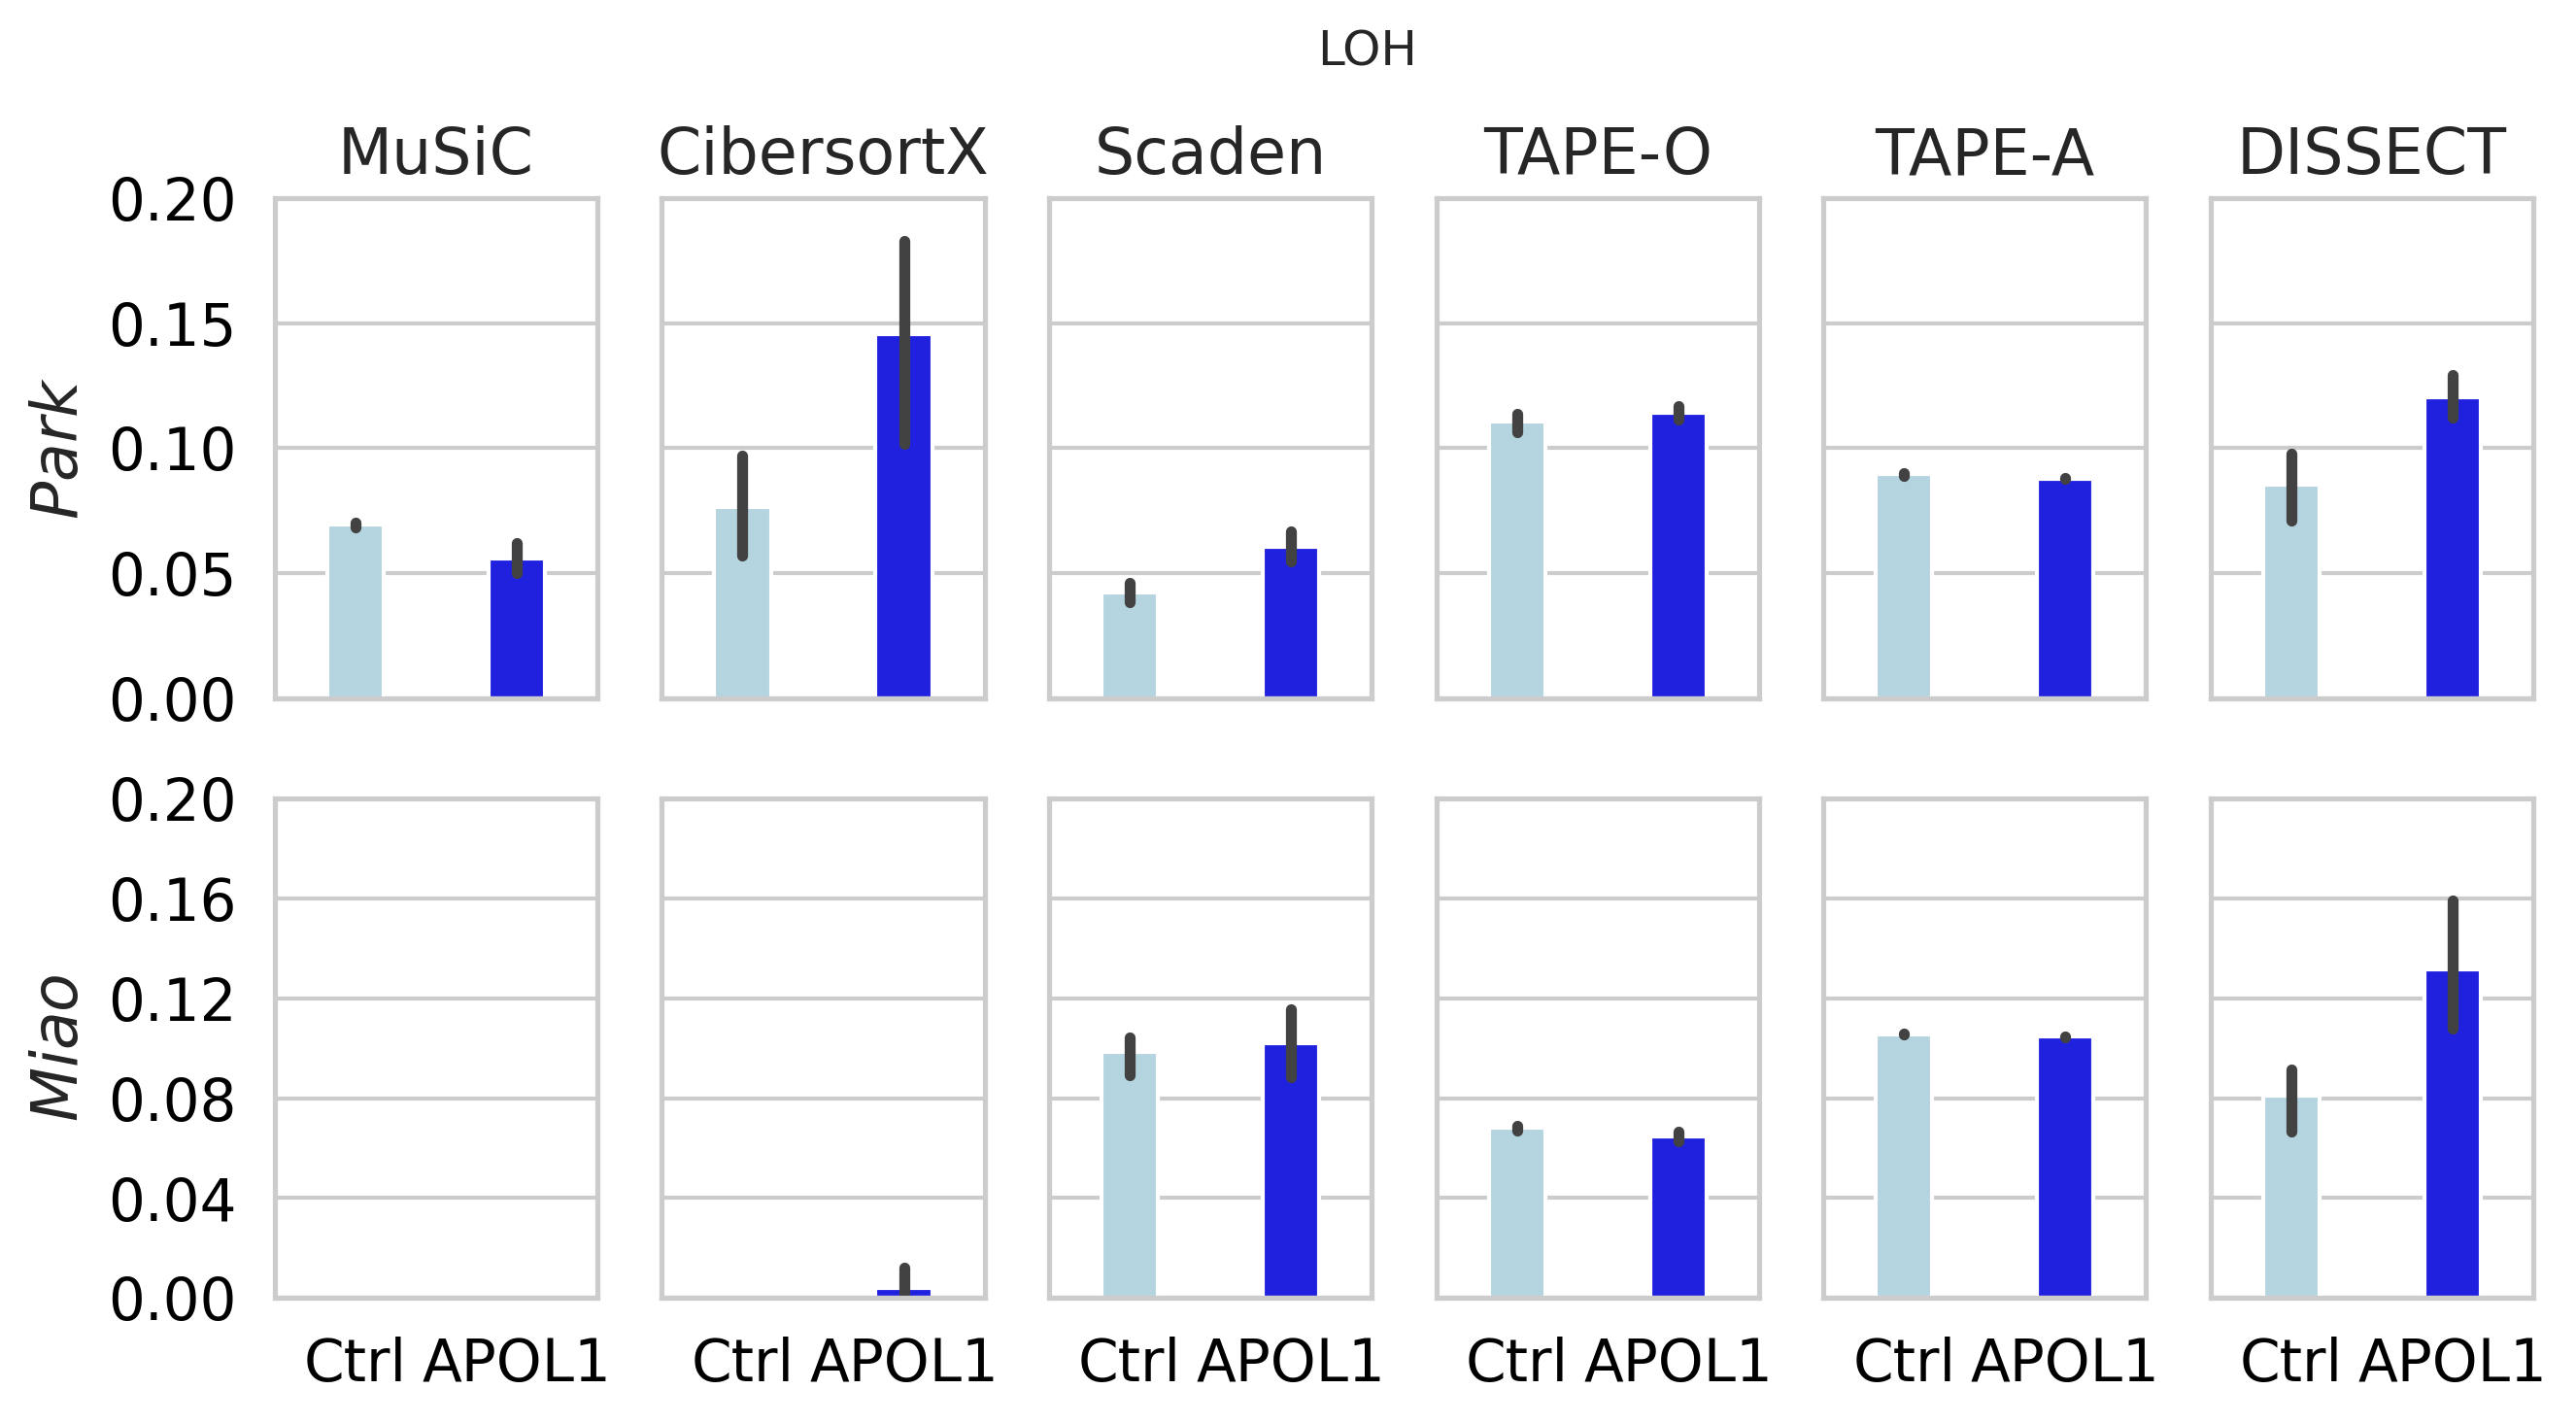 LOH
MuSiC CibersortX Scaden TAPE-O TAPE-A DISSECT
Park
0.20
0.15
0.10
0.05
0.00
Miao
0.20
0.16
0.12
0.08
0.04
0.00
Ctrl APOL1 Ctrl APOL1 Ctrl APOL1 Ctrl APOL1 Ctrl APOL1 Ctrl APOL1